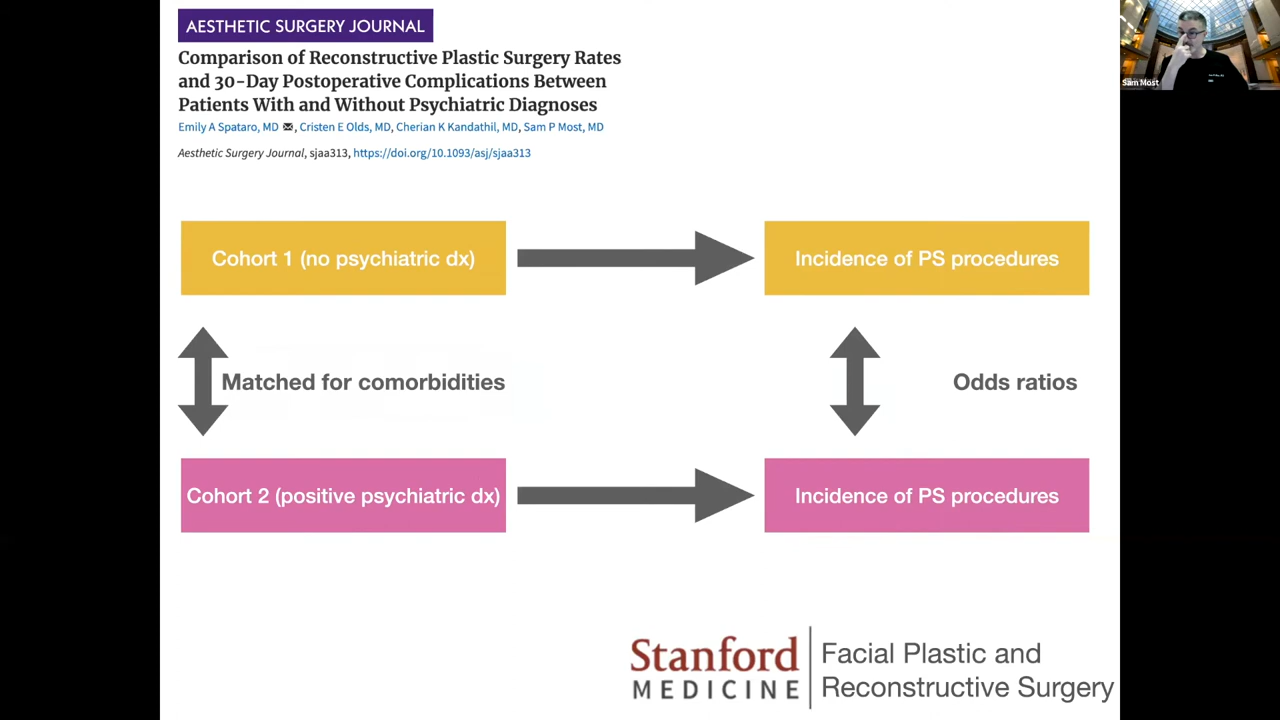 AESTHETIC SURGERY JOURNAL
Comparison of Reconstructive Plastic Surgery Rates
and 30-Day Postoperative Complications Between
Patients With and Without Psychiatric Diagnoses
Emily A Spataro, MD ✉, Cristen E Olds, MD, Cherian K Kandathil, MD, Sam P Most, MD
Aesthetic Surgery Journal, sjaa313, https://doi.org/10.1093/asj/sjaa313
Sam Most
Cohort 1 (no psychiatric dx)
Incidence of PS procedures
Matched for comorbidities
Odds ratios
Cohort 2 (positive psychiatric dx)
Incidence of PS procedures
Stanford
MEDICINE
Facial Plastic and
Reconstructive Surgery